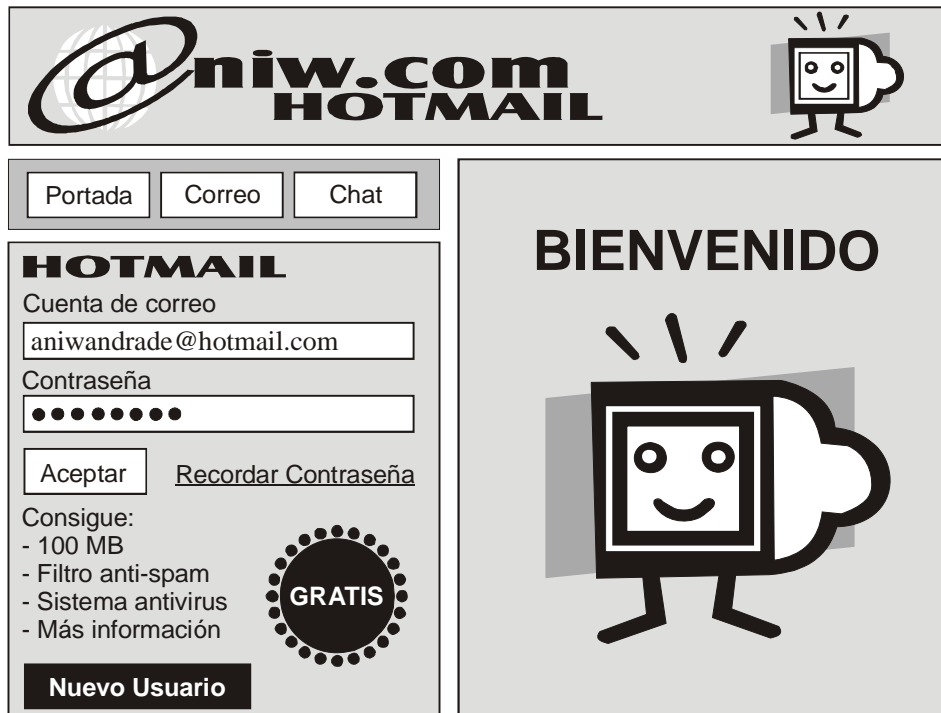 @niw.com
HOTMAIL
Portada
Correo
Chat
HOTMAIL
Cuenta de correo
aniwandrade@hotmail.com
Contraseña
●●●●●●●●
Aceptar
Recordar Contraseña
Consigue:
- 100 MB
- Filtro anti-spam
- Sistema antivirus
- Más información
GRATIS
Nuevo Usuario
BIENVENIDO